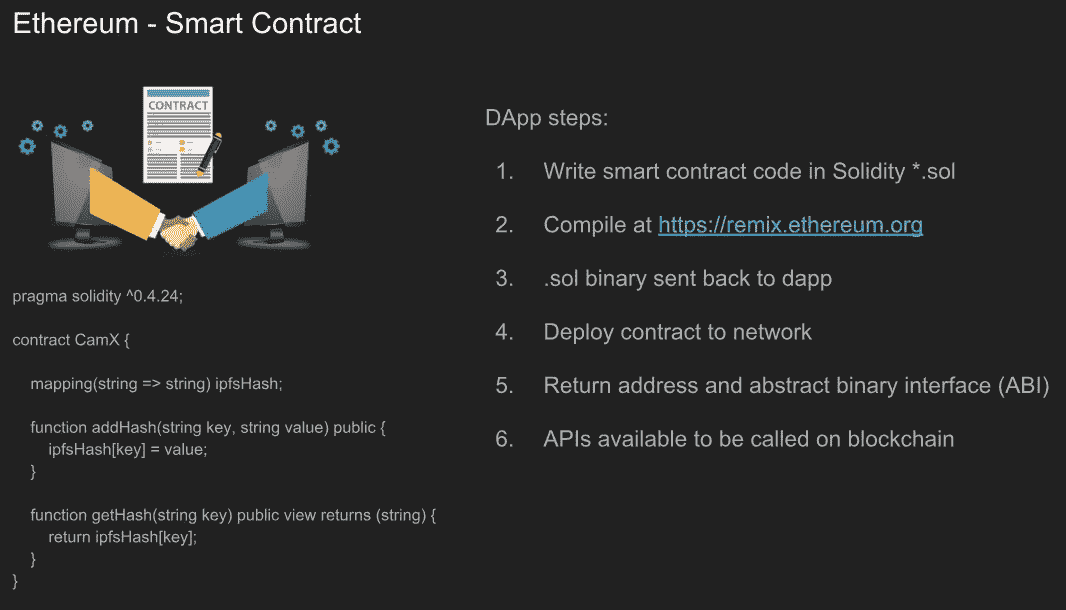 Ethereum - Smart Contract
CONTRACT
pragma solidity ^0.4.24;
contract CamX {
mapping(string => string) ipfsHash;
function addHash(string key, string value) public {
ipfsHash[key] = value;
}
function getHash(string key) public view returns (string) {
return ipfsHash[key];
}
}
DApp steps:
1. Write smart contract code in Solidity *.sol
2. Compile at https://remix.ethereum.org
3. .sol binary sent back to dapp
4. Deploy contract to network
5. Return address and abstract binary interface (ABI)
6. APIs available to be called on blockchain